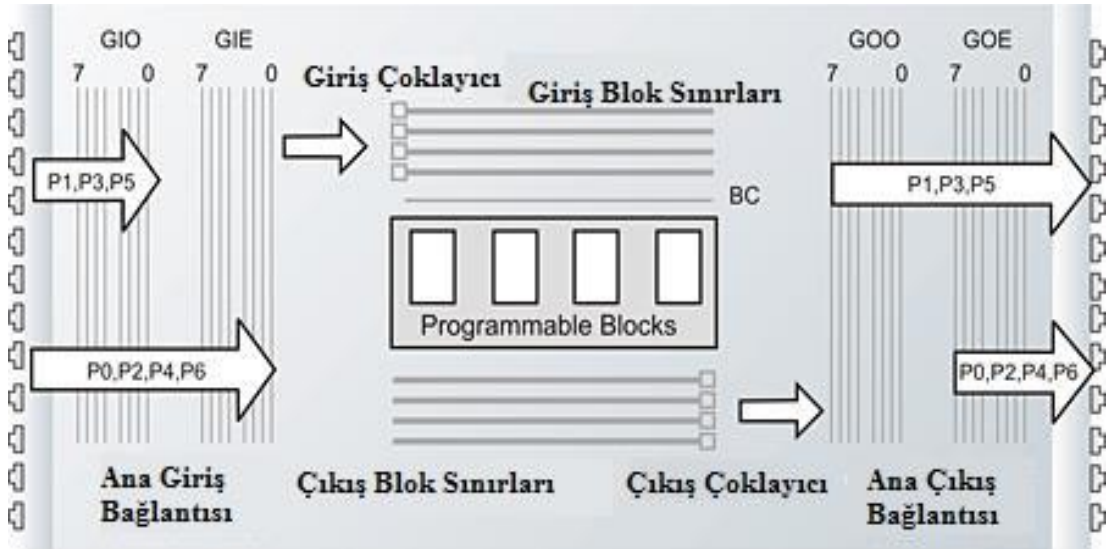 GIO GIE
7 0 7 0
Giriş Çoklayıcı
Giriş Blok Sınırları
GOO GOE
7 0 7 0
P1,P3,P5
P1,P3,P5
BC
Programmable Blocks
P0,P2,P4,P6
P0,P2,P4,P6
Ana Giriş
Bağlantısı
Çıkış Blok Sınırları
Çıkış Çoklayıcı
Ana Çıkış
Bağlantısı